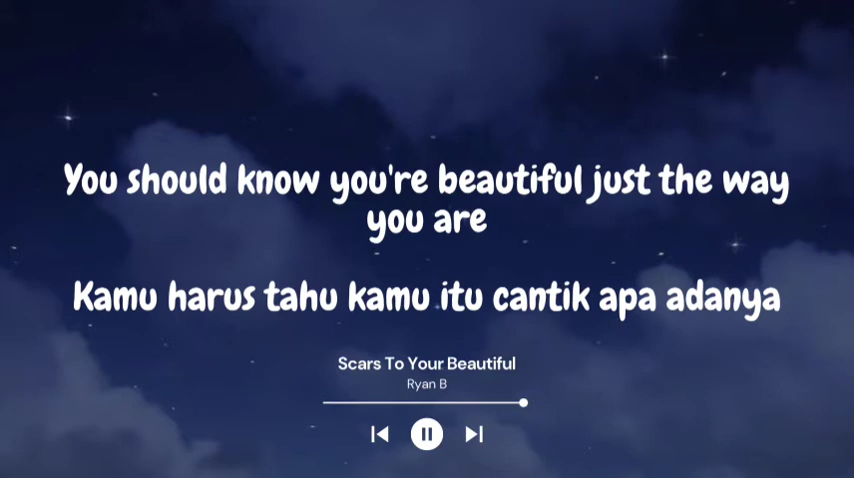 You should know you're beautiful just the way
you are
Kamu harus tahu kamu itu cantik apa adanya
Scars To Your Beautiful
Ryan B